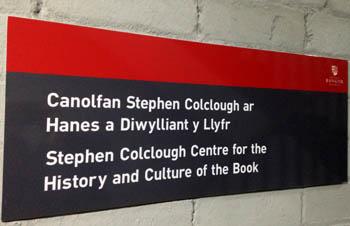 Canolfan Stephen Colclough ar
Hanes a Diwylliant y Llyfr
Stephen Colclough Centre for the
History and Culture of the Book